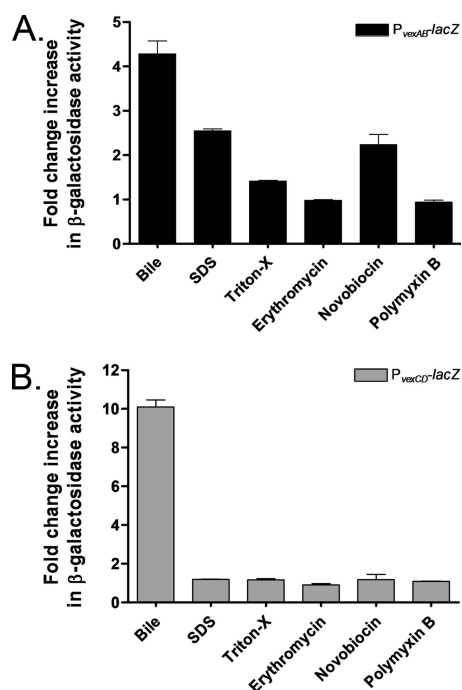 A.
P_vexAB-lacZ
Fold change increase
in β-galactosidase activity
5
4
3
2
1
0
Bile
SDS
Triton-X
Erythromycin
Novobiocin
Polymyxin B
B.
P_vexCD-lacZ
Fold change increase
in β-galactosidase activity
12
10
8
6
4
2
0
Bile
SDS
Triton-X
Erythromycin
Novobiocin
Polymyxin B